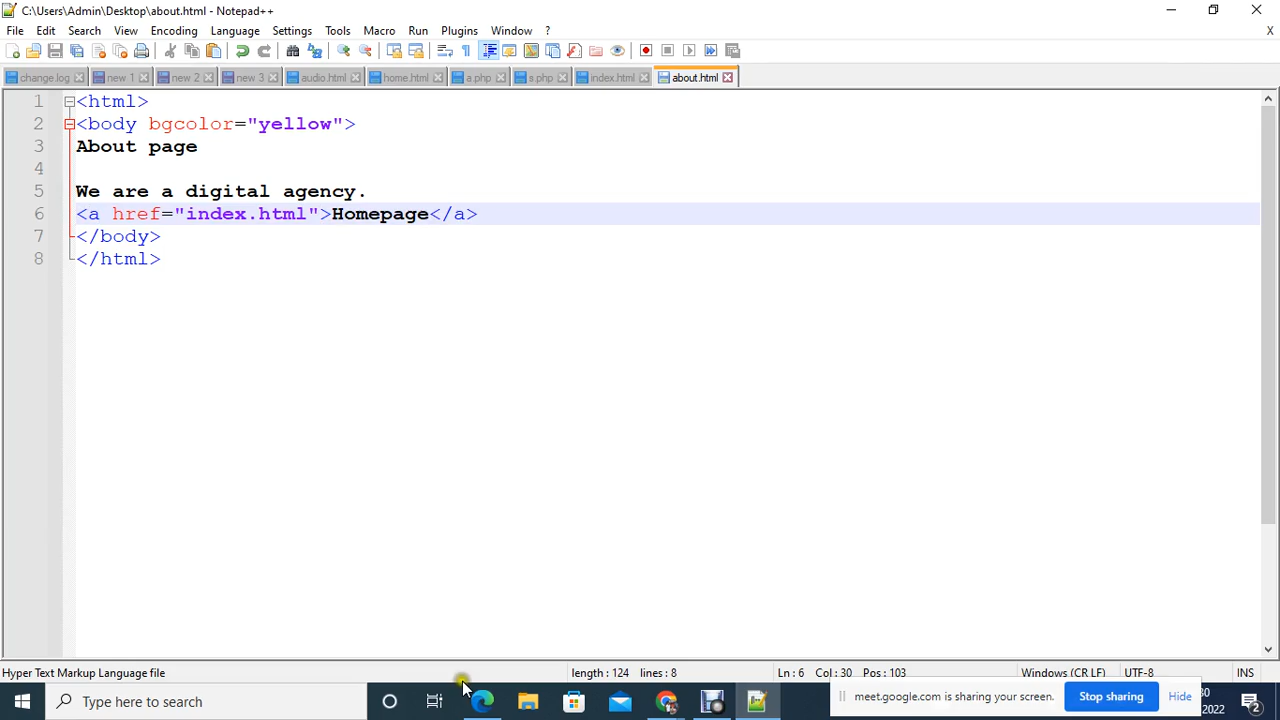 C:\Users\Admin\Desktop\about.html - Notepad++
File Edit Search View Encoding Language Settings Tools Macro Run Plugins Window ? X
change.log new 1 new 2 new 3 audio.html home.html a.php a.php index.html about.html
1 <html>
2 <body bgcolor="yellow">
3 About page
4
5 We are a digital agency.
6 <a href="index.html">Homepage</a>
7 </body>
8 </html>
Hyper Text Markup Language file length : 124 lines : 8 Ln : 6 Col : 30 Pos : 103 Windows (CR LF) UTF-8 INS
Type here to search
meet.google.com is sharing your screen. Stop sharing Hide
2022
2